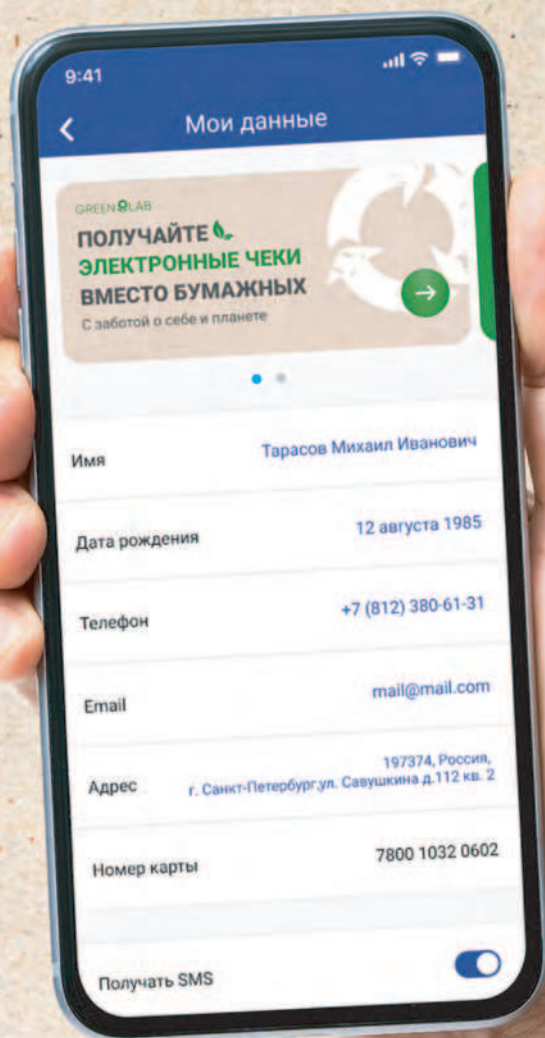 9:41
Мои данные
GREEN LAB
ПОЛУЧАЙТЕ
ЭЛЕКТРОННЫЕ ЧЕКИ
ВМЕСТО БУМАЖНЫХ
С заботой о себе и планете
Имя Тарасов Михаил Иванович
Дата рождения 12 августа 1985
Телефон +7 (812) 380-61-31
Email mail@mail.com
Адрес 197374, Россия,
г. Санкт-Петербург,ул. Савушкина д.112 кв. 2
Номер карты 7800 1032 0602
Получать SMS